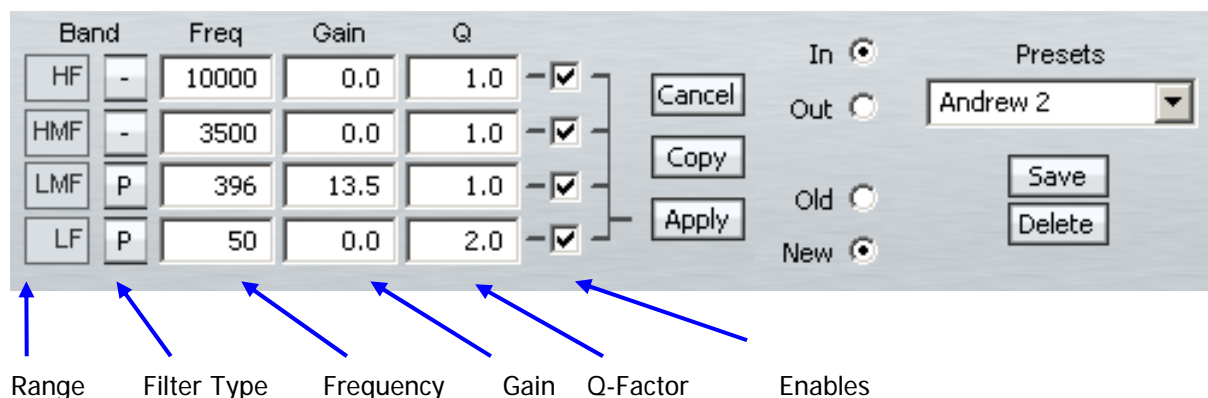 Band Freq Gain Q
HF - 10000 0.0 1.0
HMF - 3500 0.0 1.0
LMF P 396 13.5 1.0
LF P 50 0.0 2.0
Cancel
Copy
Apply
In
Out
Old
New
Presets
Andrew 2
Save
Delete
Range Filter Type Frequency Gain Q-Factor Enables